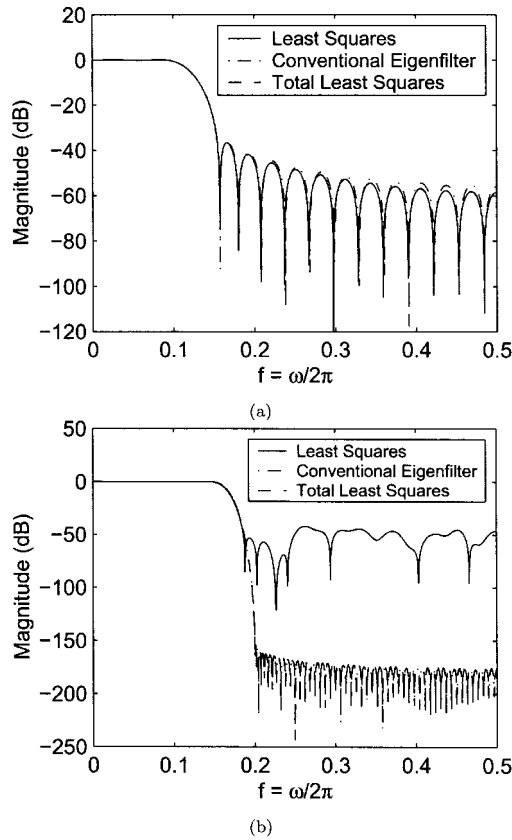 20
0
−20
−40
−60
−80
−100
−120
Magnitude (dB)
Least Squares
Conventional Eigenfilter
Total Least Squares
0 0.1 0.2 0.3 0.4 0.5
f = ω/2π
(a)
50
0
−50
−100
−150
−200
−250
Magnitude (dB)
Least Squares
Conventional Eigenfilter
Total Least Squares
0 0.1 0.2 0.3 0.4 0.5
f = ω/2π
(b)